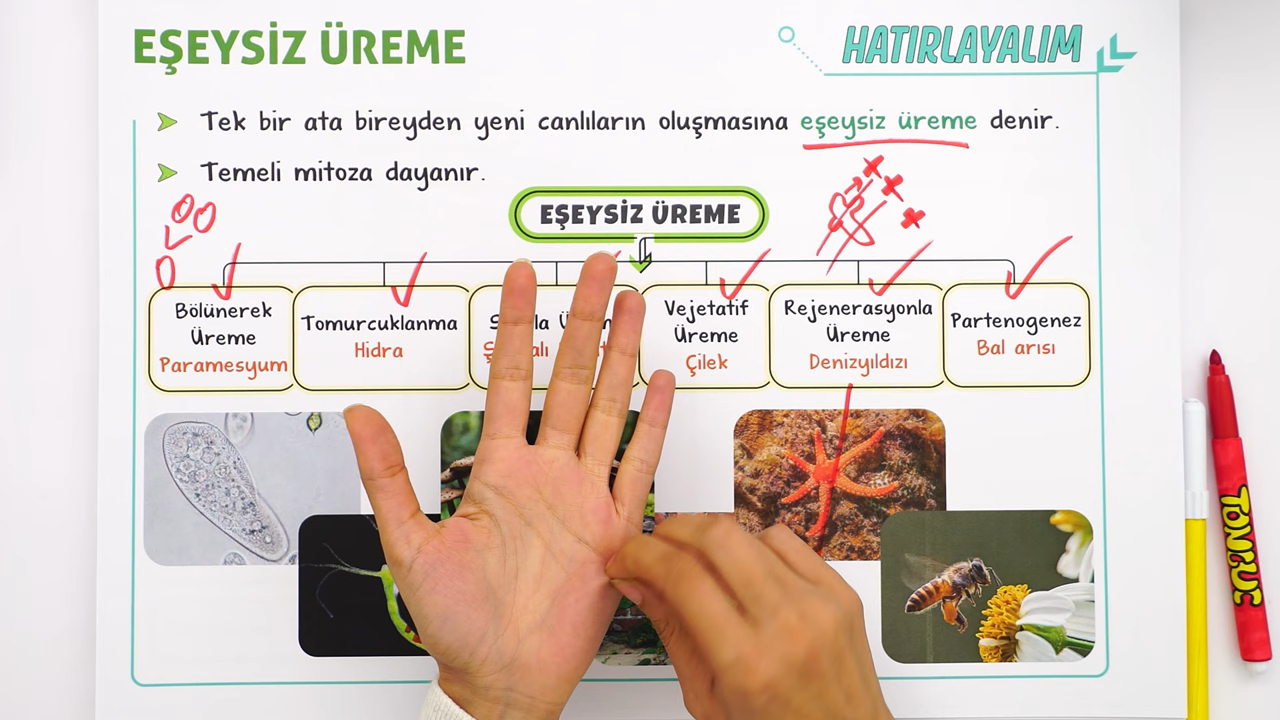 EŞEYSİZ ÜREME
HATIRLAYALIM
Tek bir ata bireyden yeni canlıların oluşmasına eşeysiz üreme denir.
Temeli mitoza dayanır.
EŞEYSİZ ÜREME
Bölünerek
Üreme
Paramesyum
Tomurcuklanma
Hidra
Vejetatif
Üreme
Çilek
Rejenerasyonla
Üreme
Denizyıldızı
Partenogenez
Bal arısı
TONGUÇ